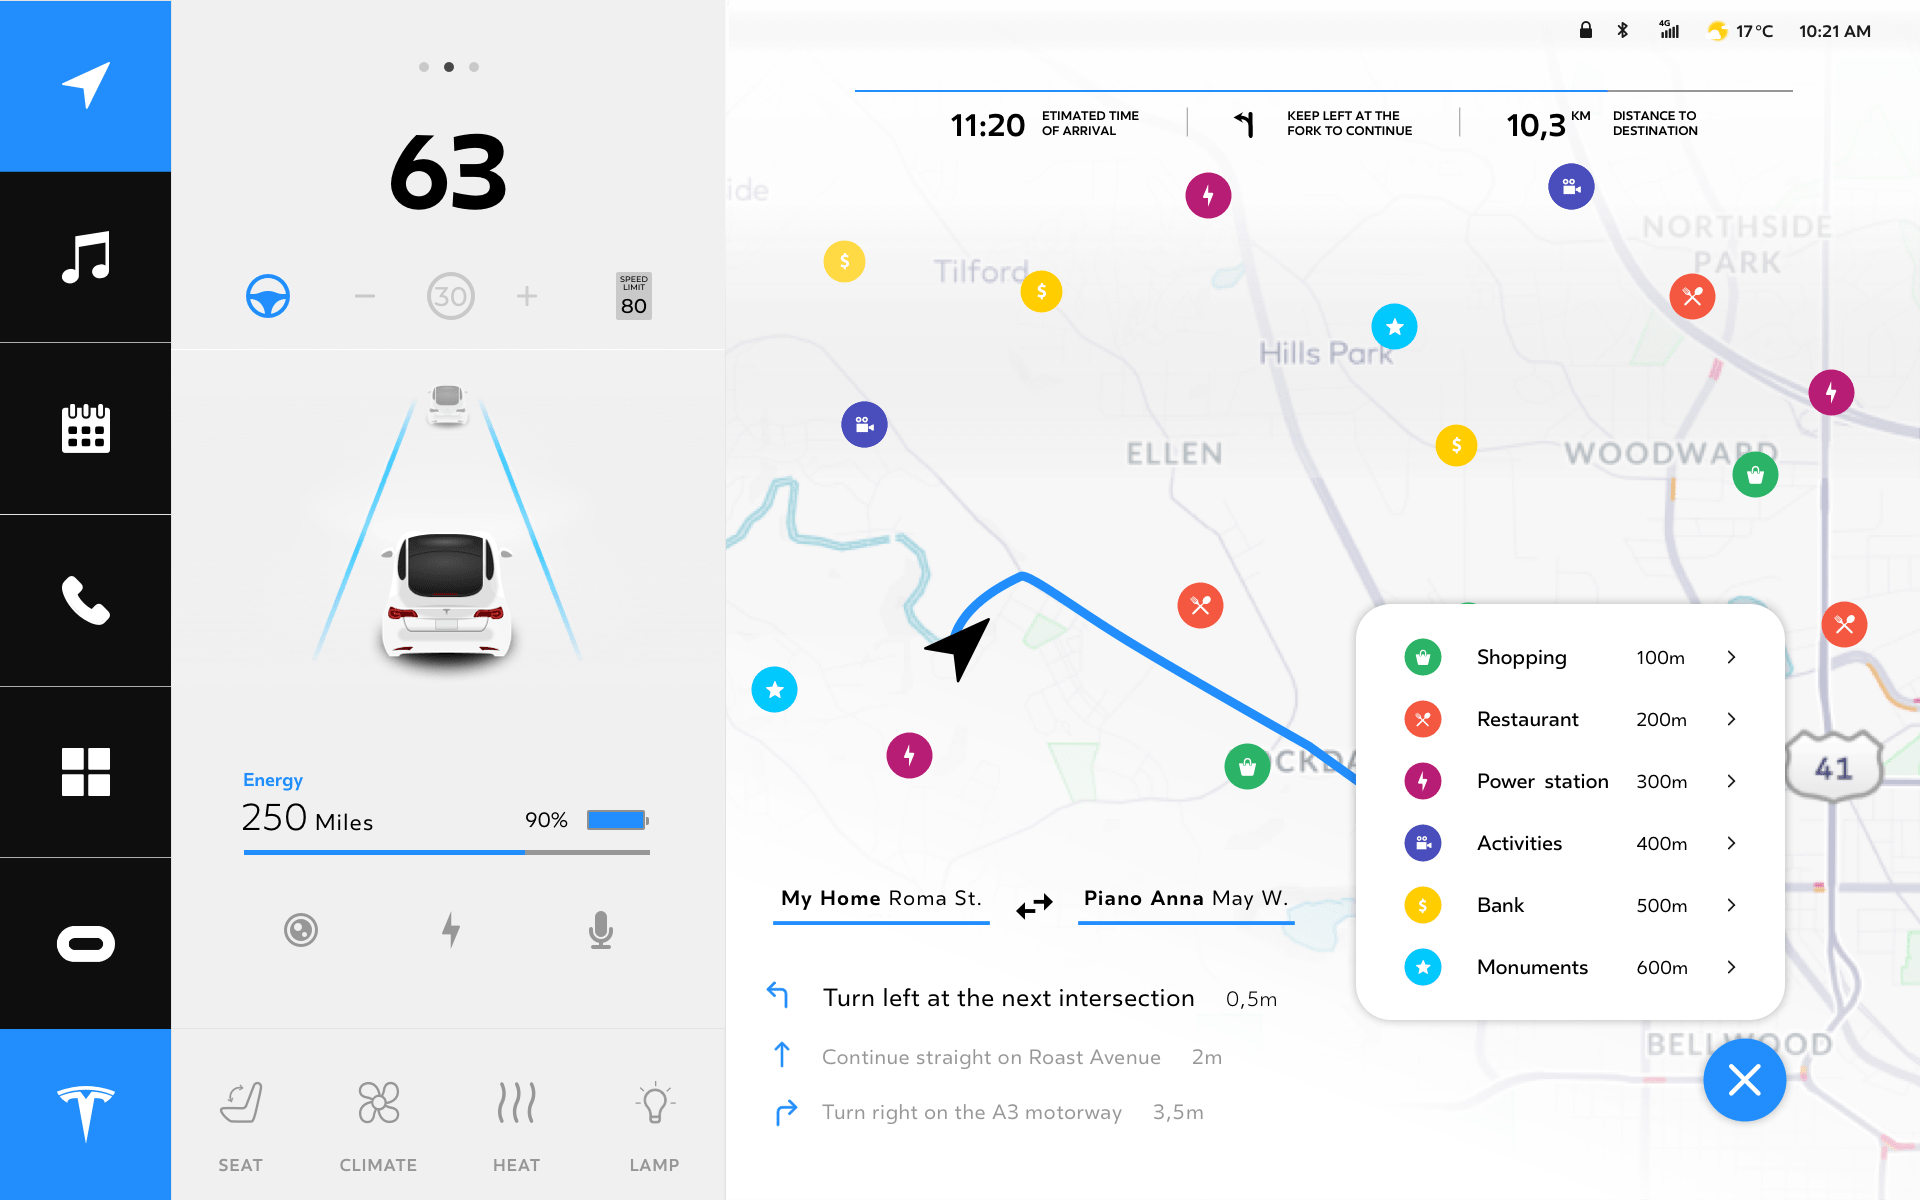 4G
17°C
10:21 AM
63
30
SPEED
LIMIT
80
Energy
250 Miles
90%
SEAT
CLIMATE
HEAT
LAMP
11:20
ETIMATED TIME
OF ARRIVAL
KEEP LEFT AT THE
FORK TO CONTINUE
10,3 KM
DISTANCE TO
DESTINATION
ide
NORTHSIDE
PARK
Tilford
Hills Park
ELLEN
WOODWARD
CKDA
41
BELLWOOD
Shopping 100m
Restaurant 200m
Power station 300m
Activities 400m
Bank 500m
Monuments 600m
My Home Roma St.
Piano Anna May W.
Turn left at the next intersection 0,5m
Continue straight on Roast Avenue 2m
Turn right on the A3 motorway 3,5m